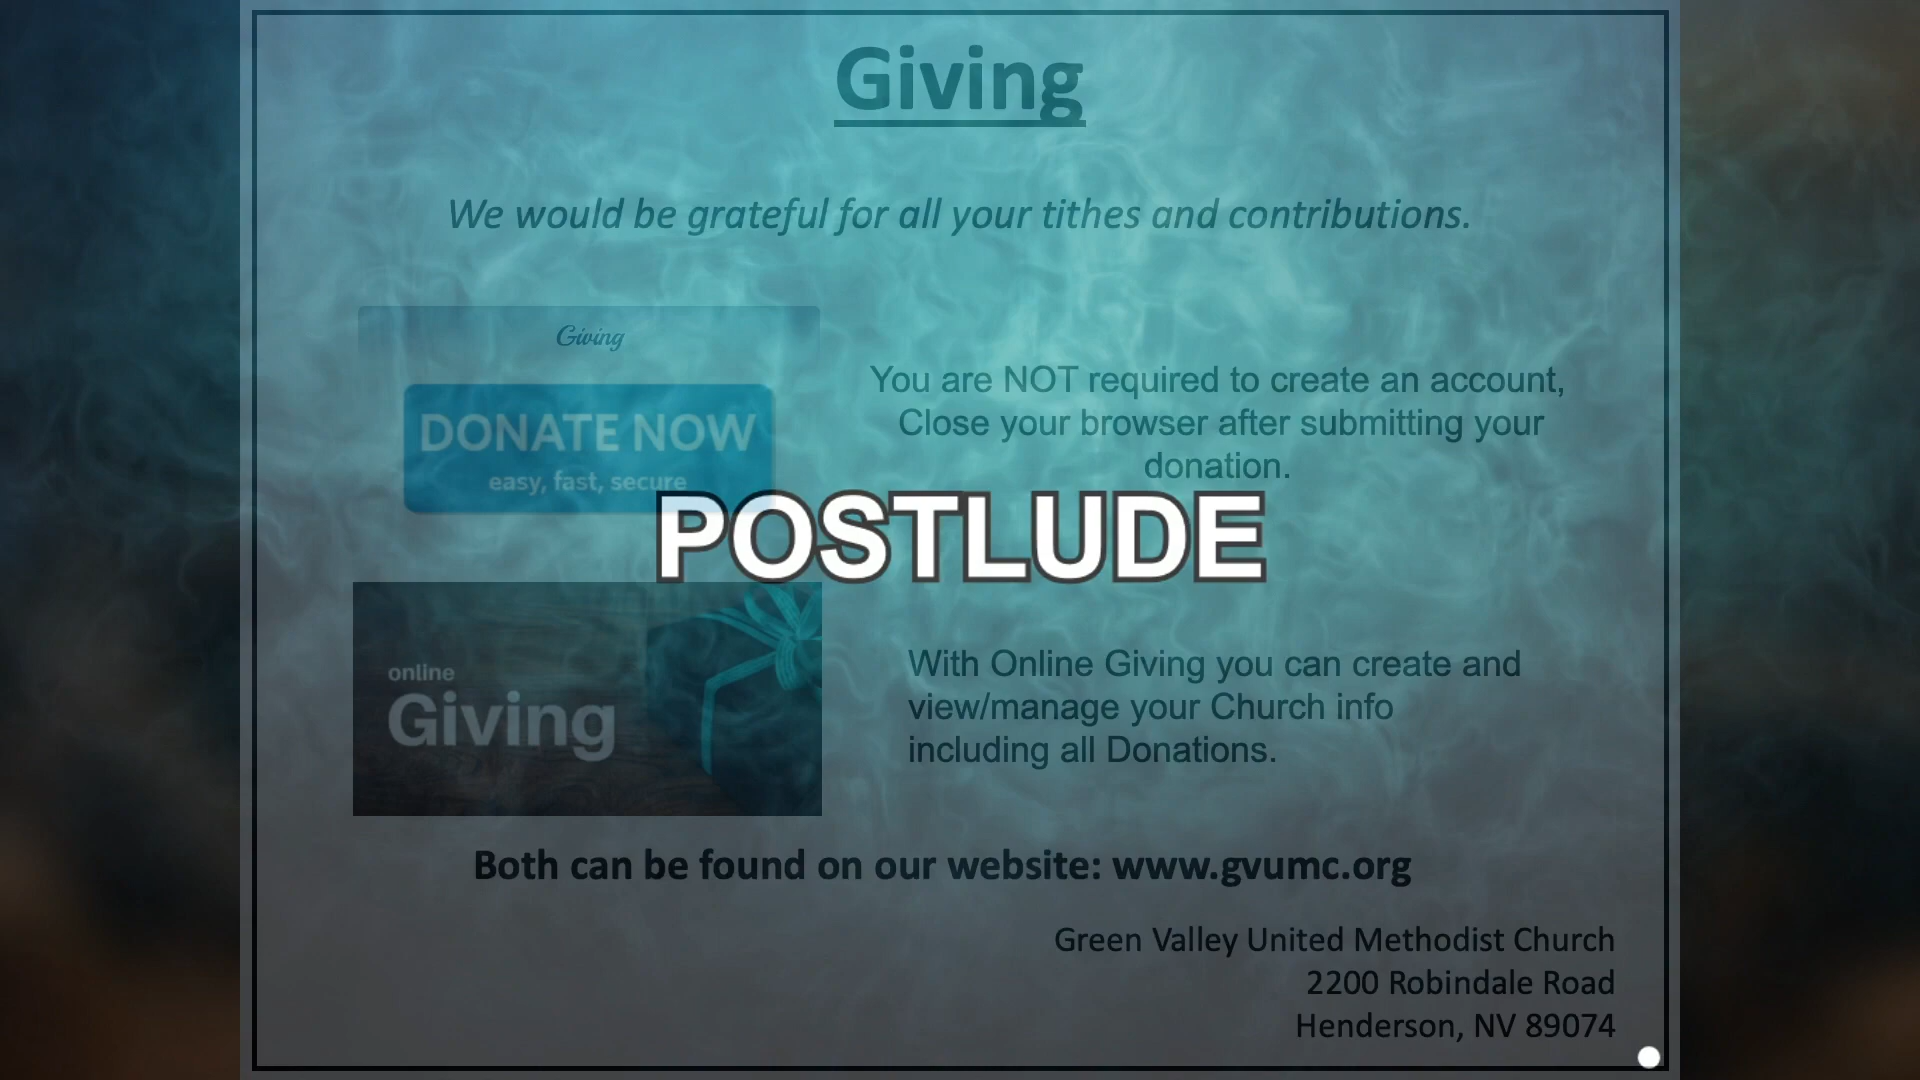 Giving
We would be grateful for all your tithes and contributions.
Giving
DONATE NOW
easy, fast, secure
You are NOT required to create an account,
Close your browser after submitting your
donation.
POSTLUDE
online
Giving
With Online Giving you can create and
view/manage your Church info
including all Donations.
Both can be found on our website: www.gvumc.org
Green Valley United Methodist Church
2200 Robindale Road
Henderson, NV 89074